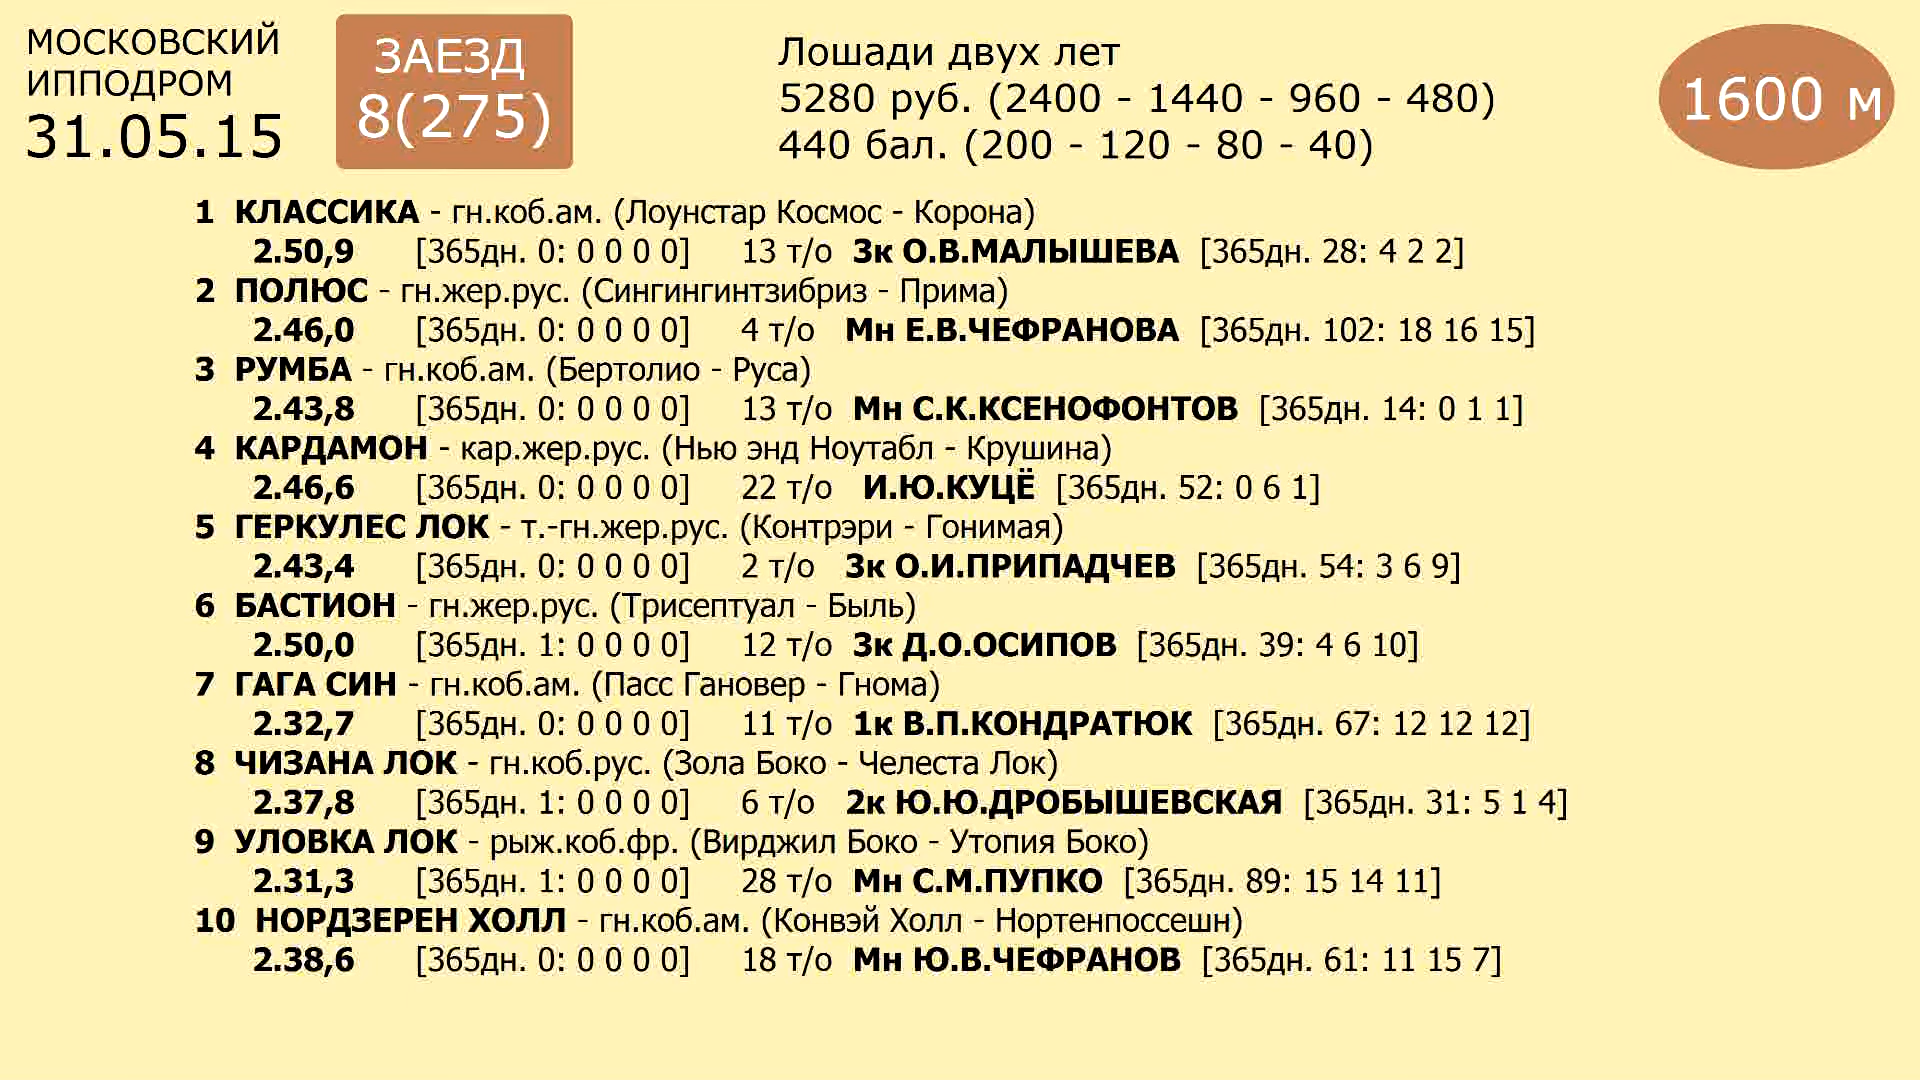 МОСКОВСКИЙ
ИППОДРОМ
31.05.15
ЗАЕЗД
8(275)
Лошади двух лет
5280 руб. (2400 - 1440 - 960 - 480)
440 бал. (200 - 120 - 80 - 40)
1600 м
1 КЛАССИКА - гн.коб.ам. (Лоунстар Космос - Корона)
2.50,9 [365дн. 0: 0 0 0 0] 13 т/о 3к О.В.МАЛЫШЕВА [365дн. 28: 4 2 2]
2 ПОЛЮС - гн.жер.рус. (Сингингинтзибриз - Прима)
2.46,0 [365дн. 0: 0 0 0 0] 4 т/о Мн Е.В.ЧЕФРАНОВА [365дн. 102: 18 16 15]
3 РУМБА - гн.коб.ам. (Бертолио - Руса)
2.43,8 [365дн. 0: 0 0 0 0] 13 т/о Мн С.К.КСЕНОФОНТОВ [365дн. 14: 0 1 1]
4 КАРДАМОН - кар.жер.рус. (Нью энд Ноутабл - Крушина)
2.46,6 [365дн. 0: 0 0 0 0] 22 т/о И.Ю.КУЦЁ [365дн. 52: 0 6 1]
5 ГЕРКУЛЕС ЛОК - т.-гн.жер.рус. (Контрэри - Гонимая)
2.43,4 [365дн. 0: 0 0 0 0] 2 т/о 3к О.И.ПРИПАДЧЕВ [365дн. 54: 3 6 9]
6 БАСТИОН - гн.жер.рус. (Трисептуал - Быль)
2.50,0 [365дн. 1: 0 0 0 0] 12 т/о 3к Д.О.ОСИПОВ [365дн. 39: 4 6 10]
7 ГАГА СИН - гн.коб.ам. (Пасс Гановер - Гнома)
2.32,7 [365дн. 0: 0 0 0 0] 11 т/о 1к В.П.КОНДРАТЮК [365дн. 67: 12 12 12]
8 ЧИЗАНА ЛОК - гн.коб.рус. (Зола Боко - Челеста Лок)
2.37,8 [365дн. 1: 0 0 0 0] 6 т/о 2к Ю.Ю.ДРОБЫШЕВСКАЯ [365дн. 31: 5 1 4]
9 УЛОВКА ЛОК - рыж.коб.фр. (Вирджил Боко - Утопия Боко)
2.31,3 [365дн. 1: 0 0 0 0] 28 т/о Мн С.М.ПУПКО [365дн. 89: 15 14 11]
10 НОРДЗЕРЕН ХОЛЛ - гн.коб.ам. (Конвэй Холл - Нортенпоссешн)
2.38,6 [365дн. 0: 0 0 0 0] 18 т/о Мн Ю.В.ЧЕФРАНОВ [365дн. 61: 11 15 7]